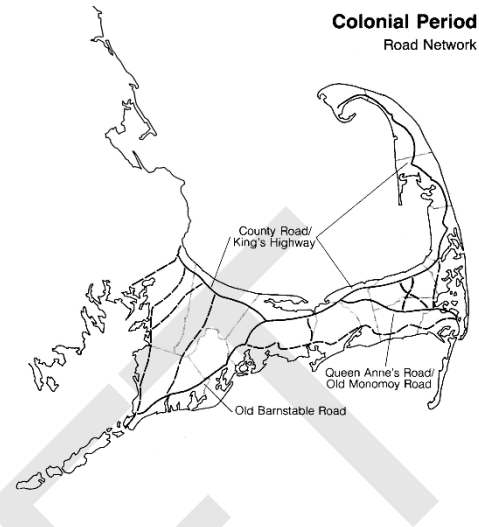 Colonial Period
Road Network
County Road/
King's Highway
Queen Anne's Road/
Old Monomoy Road
Old Barnstable Road